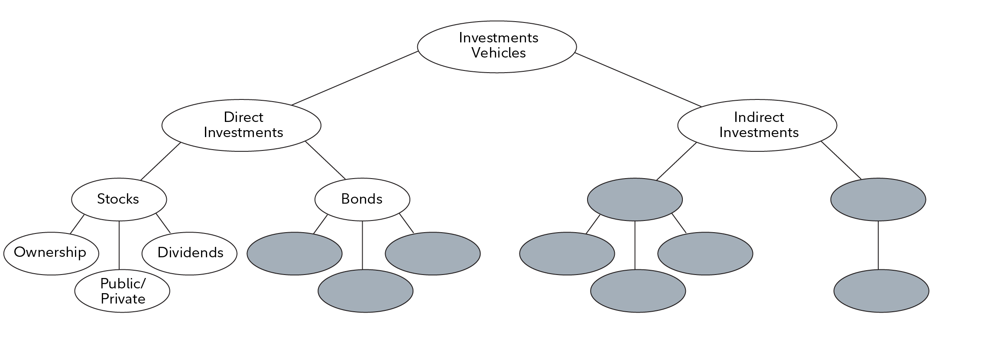 Investments
Vehicles
Direct
Investments
Indirect
Investments
Stocks
Bonds
Ownership
Dividends
Public/
Private